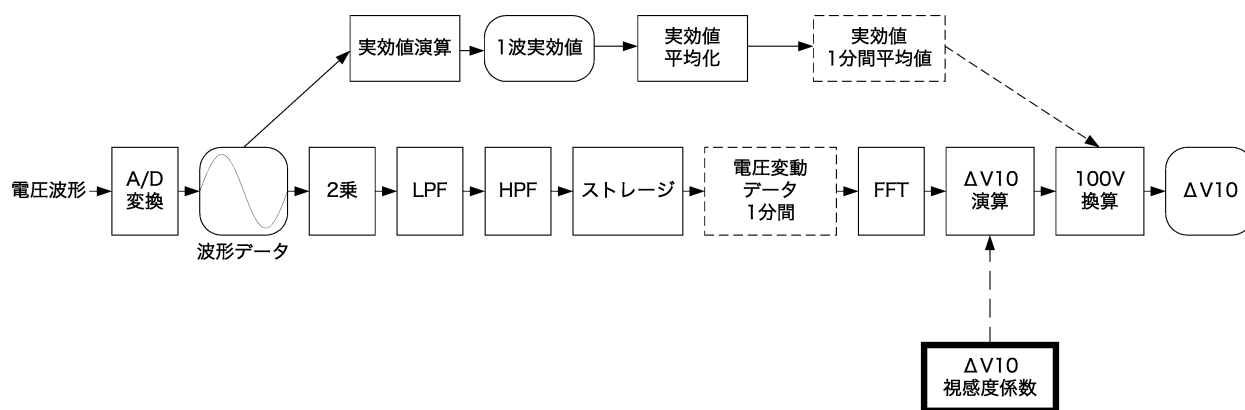 実効値演算
1波実効値
実効値
平均化
実効値
1分間平均値
電圧波形
A/D
変換
波形データ
2乗
LPF
HPF
ストレージ
電圧変動
データ
1分間
FFT
ΔV10
演算
100V
換算
ΔV10
ΔV10
視感度係数